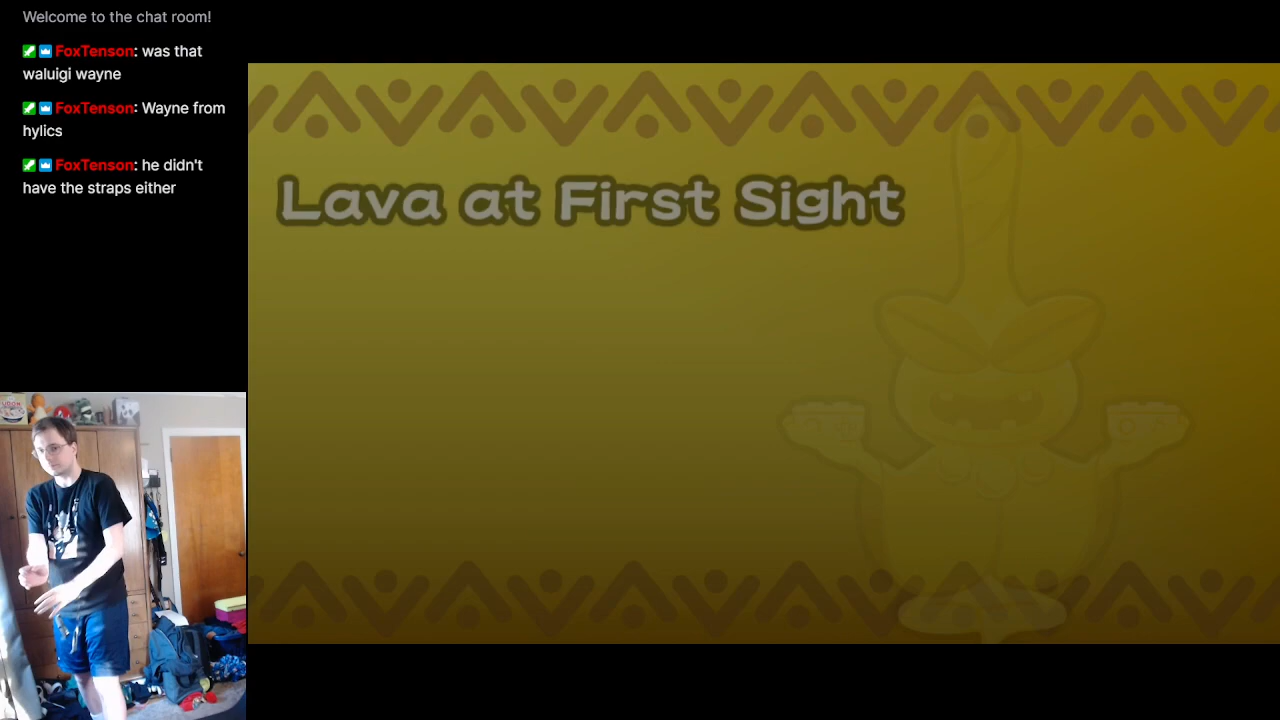 Welcome to the chat room!
FoxTenson: was that
waluigi wayne
FoxTenson: Wayne from
hylics
FoxTenson: he didn't
have the straps either
Lava at First Sight
UDON